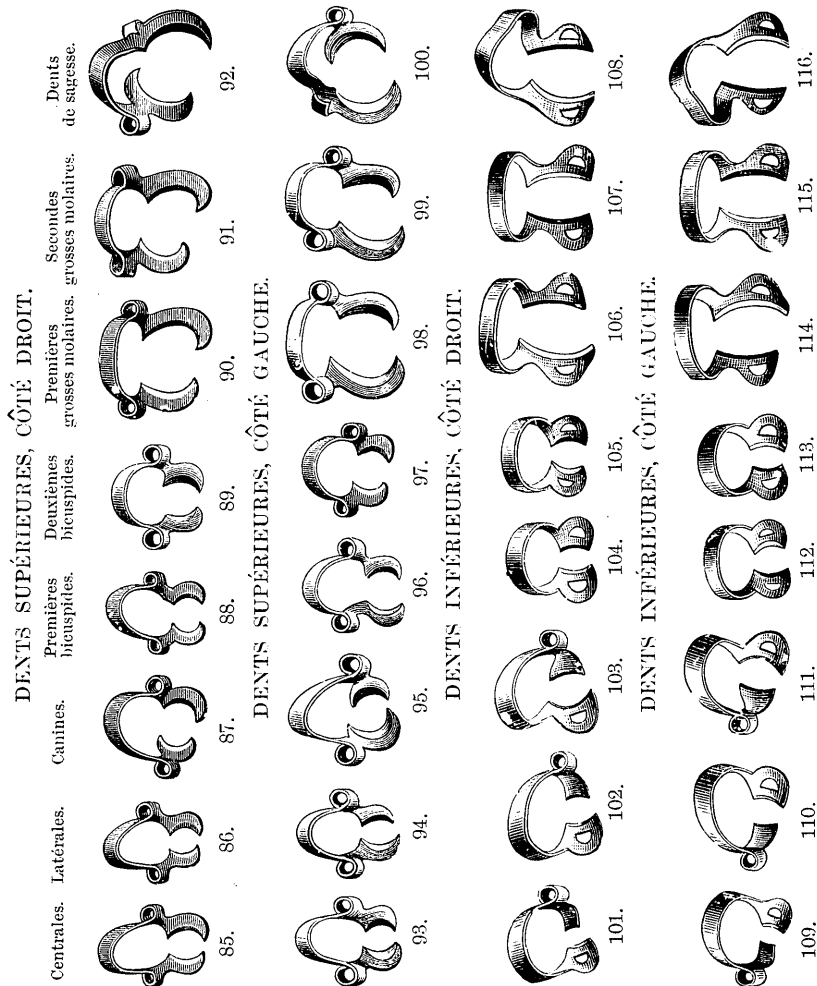 DENTS SUPÉRIEURES, CÔTÉ DROIT.
Centrales. Latérales. Canines. Premières bicuspides. Deuxièmes bicuspides. Premières grosses molaires. Secondes grosses molaires. Dents de sagesse.
85. 86. 87. 88. 89. 90. 91. 92.
DENTS SUPÉRIEURES, CÔTÉ GAUCHE.
93. 94. 95. 96. 97. 98. 99. 100.
DENTS INFÉRIEURES, CÔTÉ DROIT.
101. 102. 103. 104. 105. 106. 107. 108.
DENTS INFÉRIEURES, CÔTÉ GAUCHE.
109. 110. 111. 112. 113. 114. 115. 116.